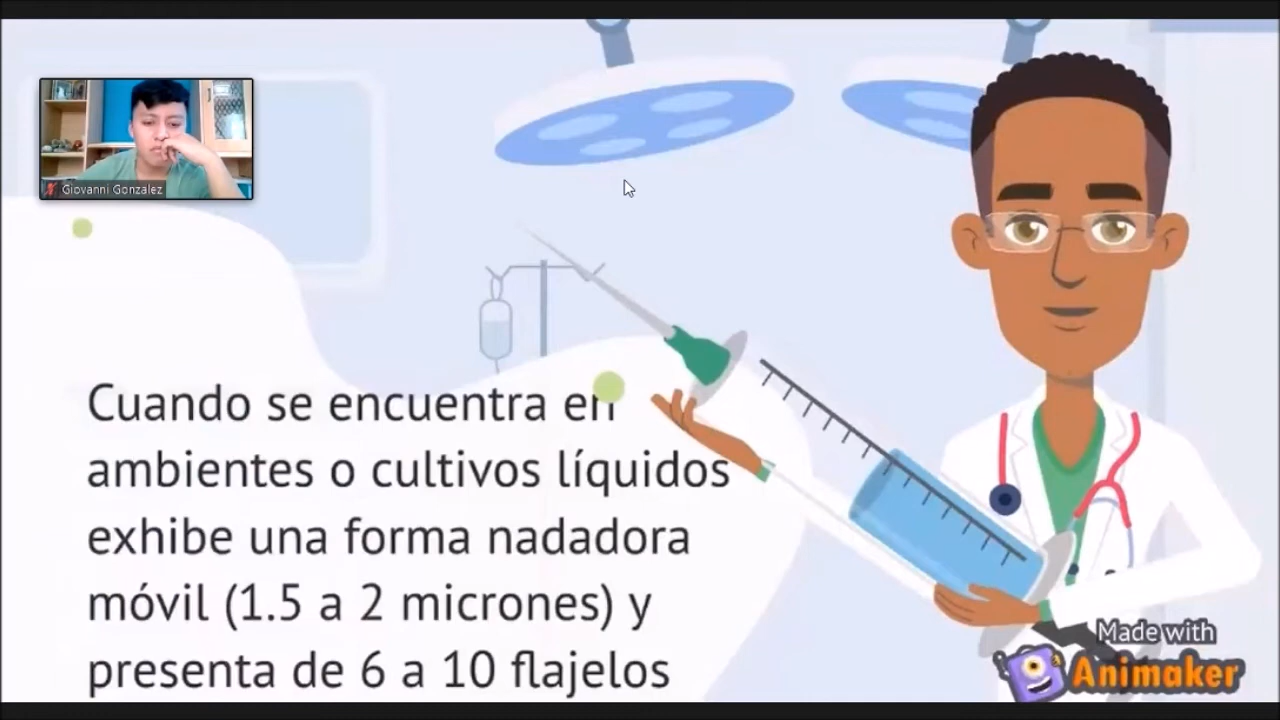 Giovanni Gonzalez
Cuando se encuentra en
ambientes o cultivos líquidos
exhibe una forma nadadora
móvil (1.5 a 2 micrones) y
presenta de 6 a 10 flajelos
Made with
Animaker